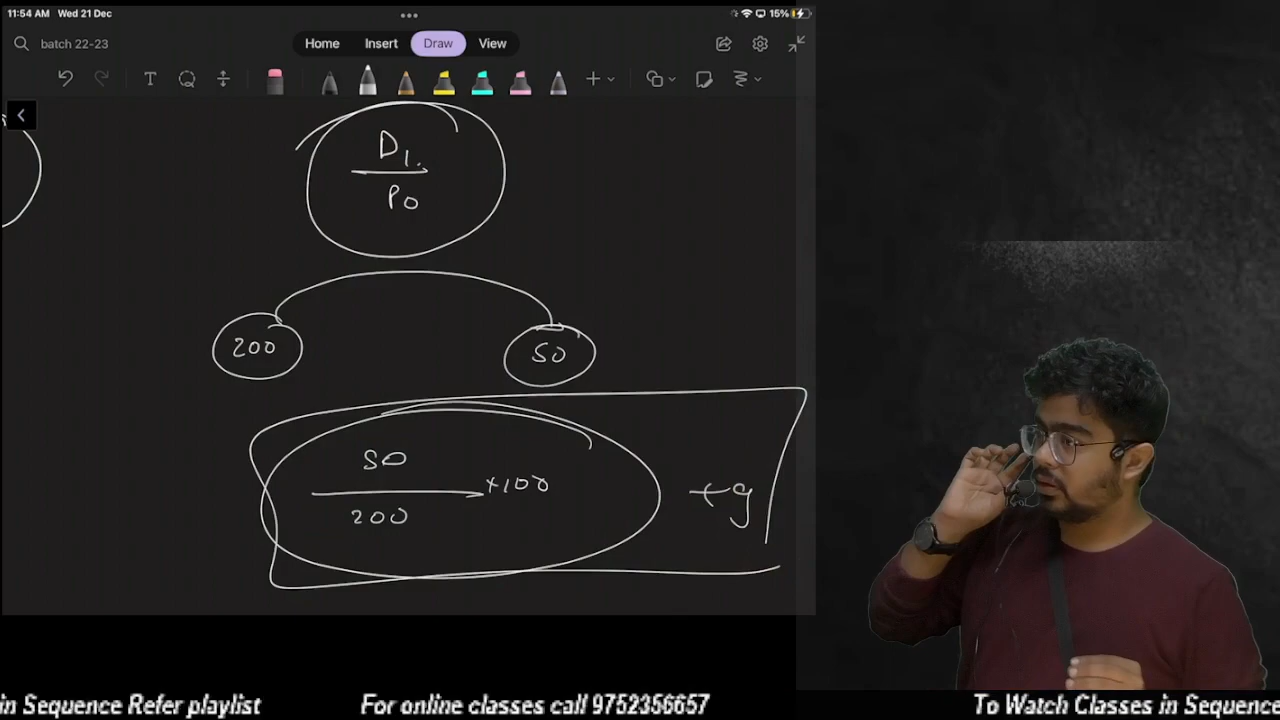 11:54 AM Wed 21 Dec
15%
batch 22-23
Home Insert Draw View
D1.
P0
200
50
50
200
×100
+g
in Sequence Refer playlist For online classes call 9752356657 To Watch Classes in Sequence